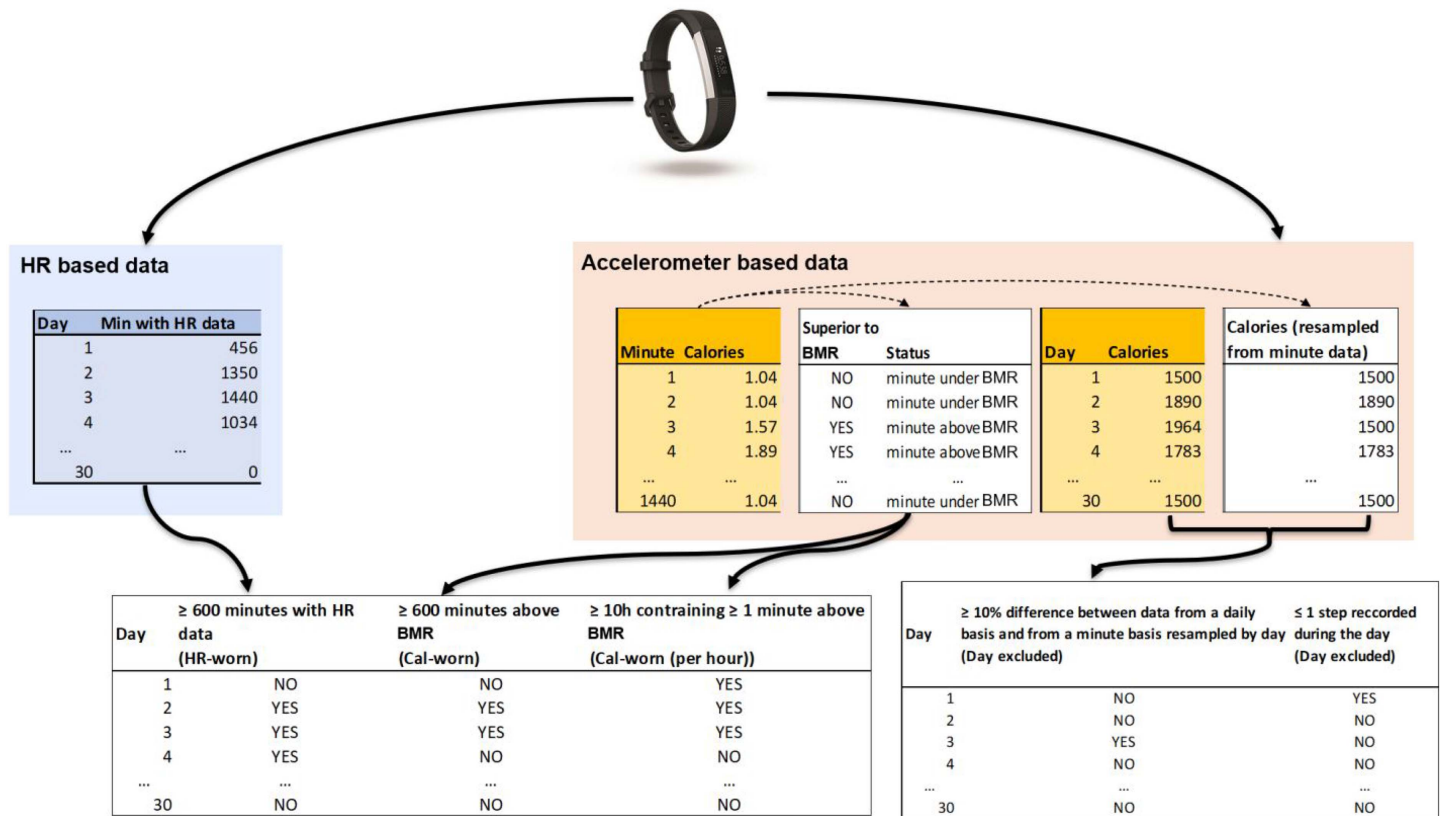 HR based data
Day Min with HR data
1 456
2 1350
3 1440
4 1034
... ...
30 0
Accelerometer based data
Minute Calories
1 1.04
2 1.04
3 1.57
4 1.89
... ...
1440 1.04
Superior to
BMR Status
NO minute under BMR
NO minute under BMR
YES minute above BMR
YES minute above BMR
... ...
NO minute under BMR
Day Calories
1 1500
2 1890
3 1964
4 1783
... ...
30 1500
Calories (resampled
from minute data)
1500
1890
1500
1783
...
1500
Day
≥ 600 minutes with HR
data
(HR-worn)
≥ 600 minutes above
BMR
(Cal-worn)
≥ 10h contraining ≥ 1 minute above
BMR
(Cal-worn (per hour))
1 NO NO YES
2 YES YES YES
3 YES YES YES
4 YES NO NO
... ... ... ...
30 NO NO NO
Day
≥ 10% difference between data from a daily
basis and from a minute basis resampled by day
(Day excluded)
≤ 1 step reccorded
during the day
(Day excluded)
1 NO YES
2 NO NO
3 YES NO
4 NO NO
... ... ...
30 NO NO